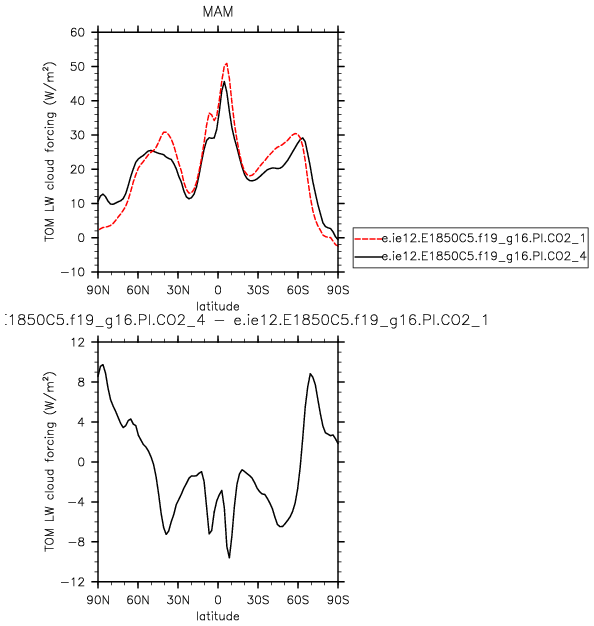 MAM
60
50
40
30
20
10
0
−10
TOM LW cloud forcing (W/m²)
90N 60N 30N 0 30S 60S 90S
latitude
e.ie12.E1850C5.f19_g16.PI.CO2_1
e.ie12.E1850C5.f19_g16.PI.CO2_4
:1850C5.f19_g16.PI.CO2_4 − e.ie12.E1850C5.f19_g16.PI.CO2_1
12
8
4
0
−4
−8
−12
TOM LW cloud forcing (W/m²)
90N 60N 30N 0 30S 60S 90S
latitude